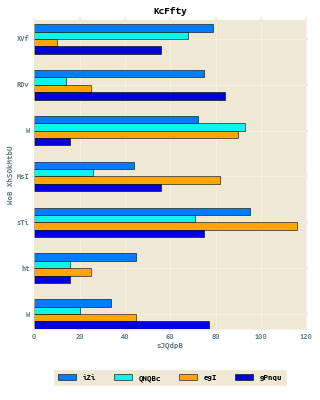 KcFfty
XVf
RDv
W
MsI
sTi
ht
W
WoB XhSOkMtbU
0 20 40 60 80 100 120
sJQdpB
iZi QNQBc egI gPnqu